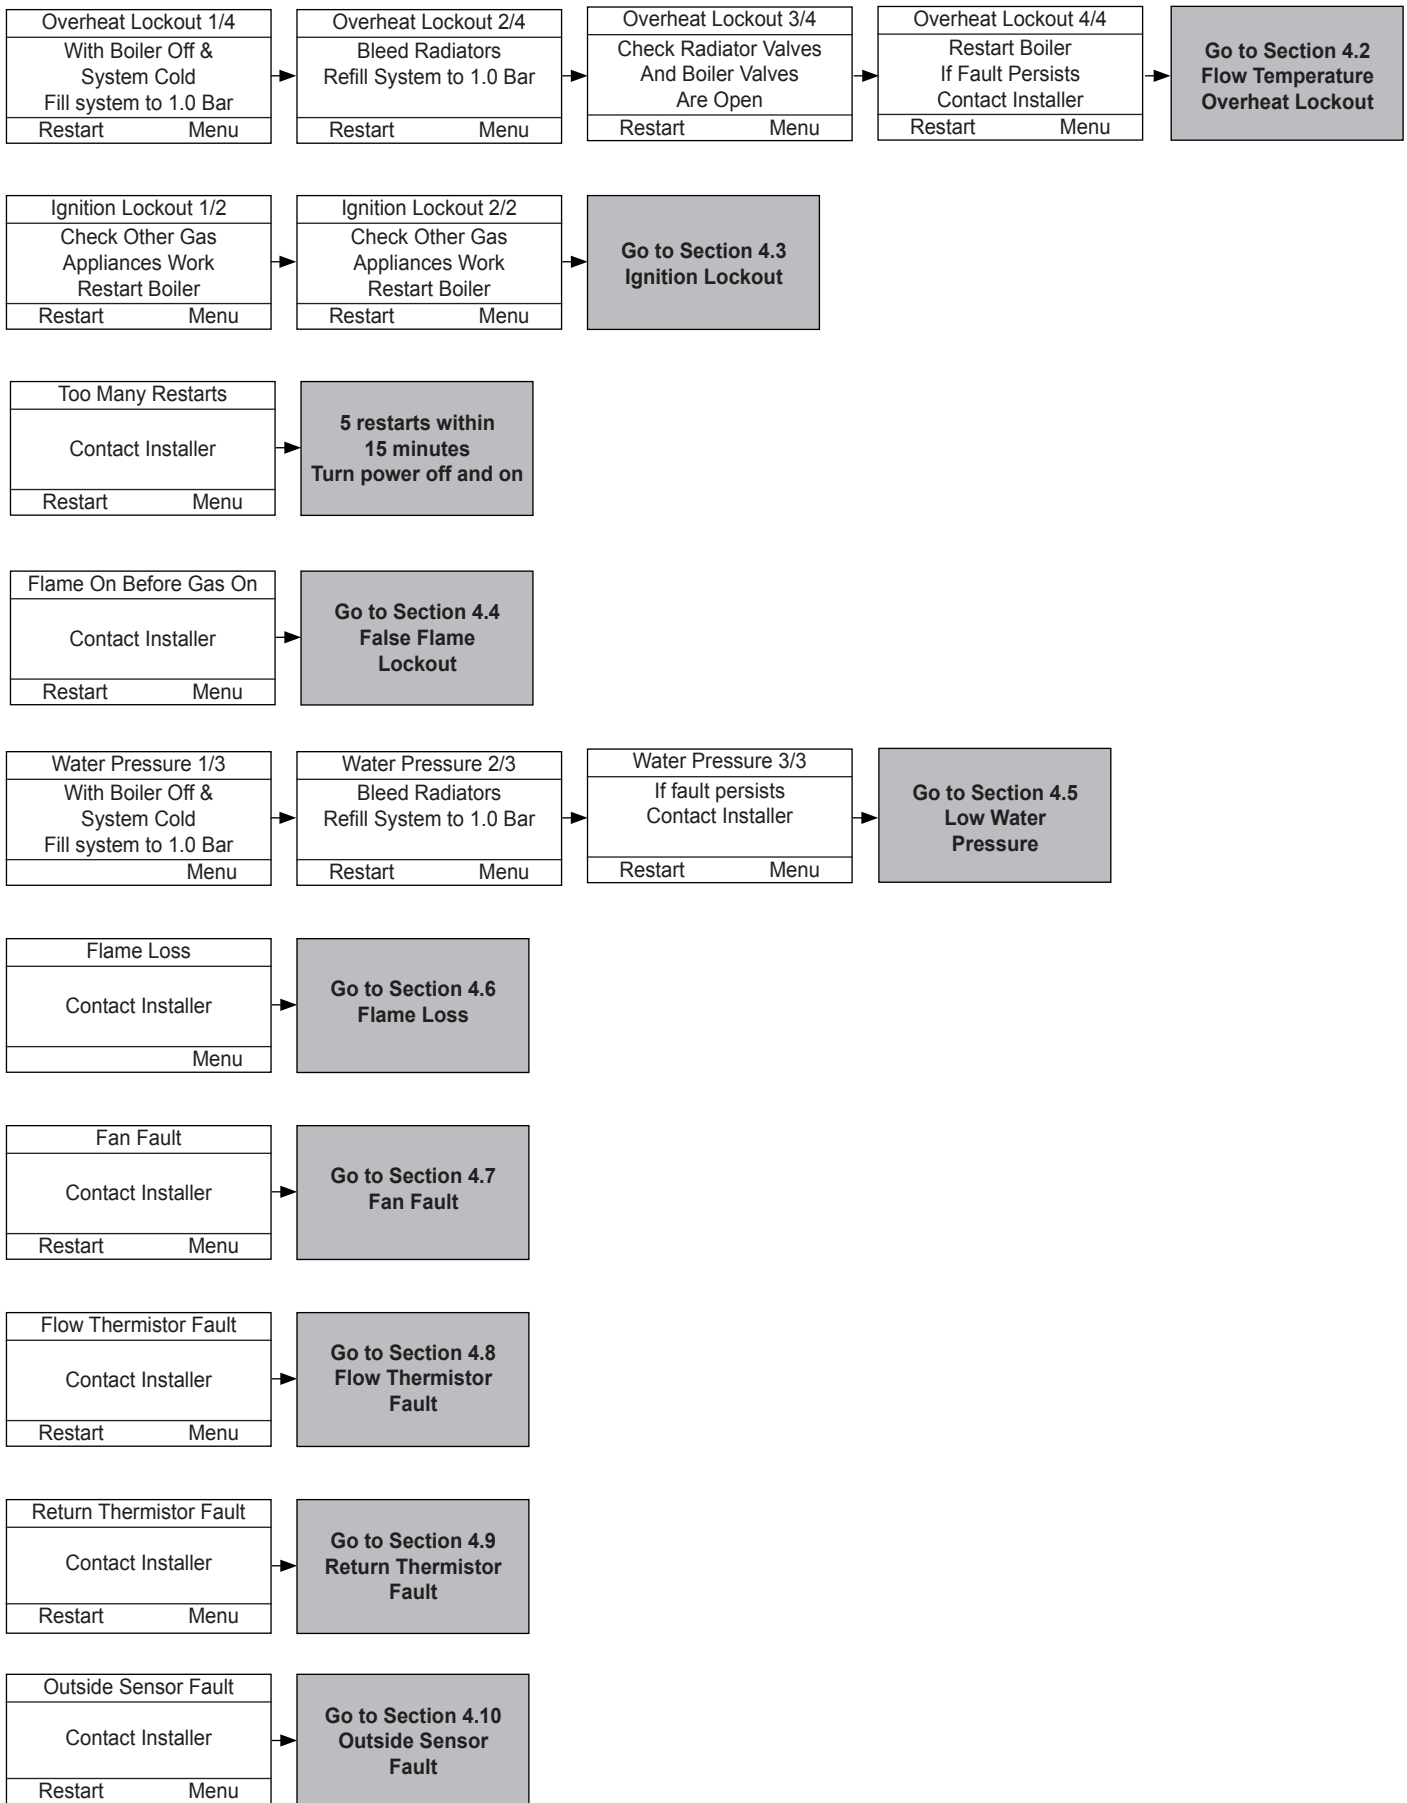 Overheat Lockout 1/4
With Boiler Off &
System Cold
Fill system to 1.0 Bar
Restart Menu
Overheat Lockout 2/4
Bleed Radiators
Refill System to 1.0 Bar
Restart Menu
Overheat Lockout 3/4
Check Radiator Valves
And Boiler Valves
Are Open
Restart Menu
Overheat Lockout 4/4
Restart Boiler
If Fault Persists
Contact Installer
Restart Menu
Go to Section 4.2
Flow Temperature
Overheat Lockout
Ignition Lockout 1/2
Check Other Gas
Appliances Work
Restart Boiler
Restart Menu
Ignition Lockout 2/2
Check Other Gas
Appliances Work
Restart Boiler
Restart Menu
Go to Section 4.3
Ignition Lockout
Too Many Restarts
Contact Installer
Restart Menu
5 restarts within
15 minutes
Turn power off and on
Flame On Before Gas On
Contact Installer
Restart Menu
Go to Section 4.4
False Flame
Lockout
Water Pressure 1/3
With Boiler Off &
System Cold
Fill system to 1.0 Bar
Menu
Water Pressure 2/3
Bleed Radiators
Refill System to 1.0 Bar
Restart Menu
Water Pressure 3/3
If fault persists
Contact Installer
Restart Menu
Go to Section 4.5
Low Water
Pressure
Flame Loss
Contact Installer
Menu
Go to Section 4.6
Flame Loss
Fan Fault
Contact Installer
Restart Menu
Go to Section 4.7
Fan Fault
Flow Thermistor Fault
Contact Installer
Restart Menu
Go to Section 4.8
Flow Thermistor
Fault
Return Thermistor Fault
Contact Installer
Restart Menu
Go to Section 4.9
Return Thermistor
Fault
Outside Sensor Fault
Contact Installer
Restart Menu
Go to Section 4.10
Outside Sensor
Fault